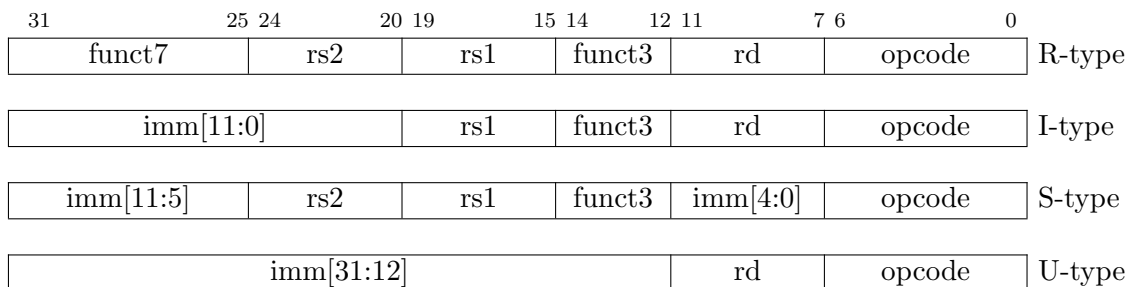 31 25 24 20 19 15 14 12 11 7 6 0
funct7 rs2 rs1 funct3 rd opcode R-type
imm[11:0] rs1 funct3 rd opcode I-type
imm[11:5] rs2 rs1 funct3 imm[4:0] opcode S-type
imm[31:12] rd opcode U-type